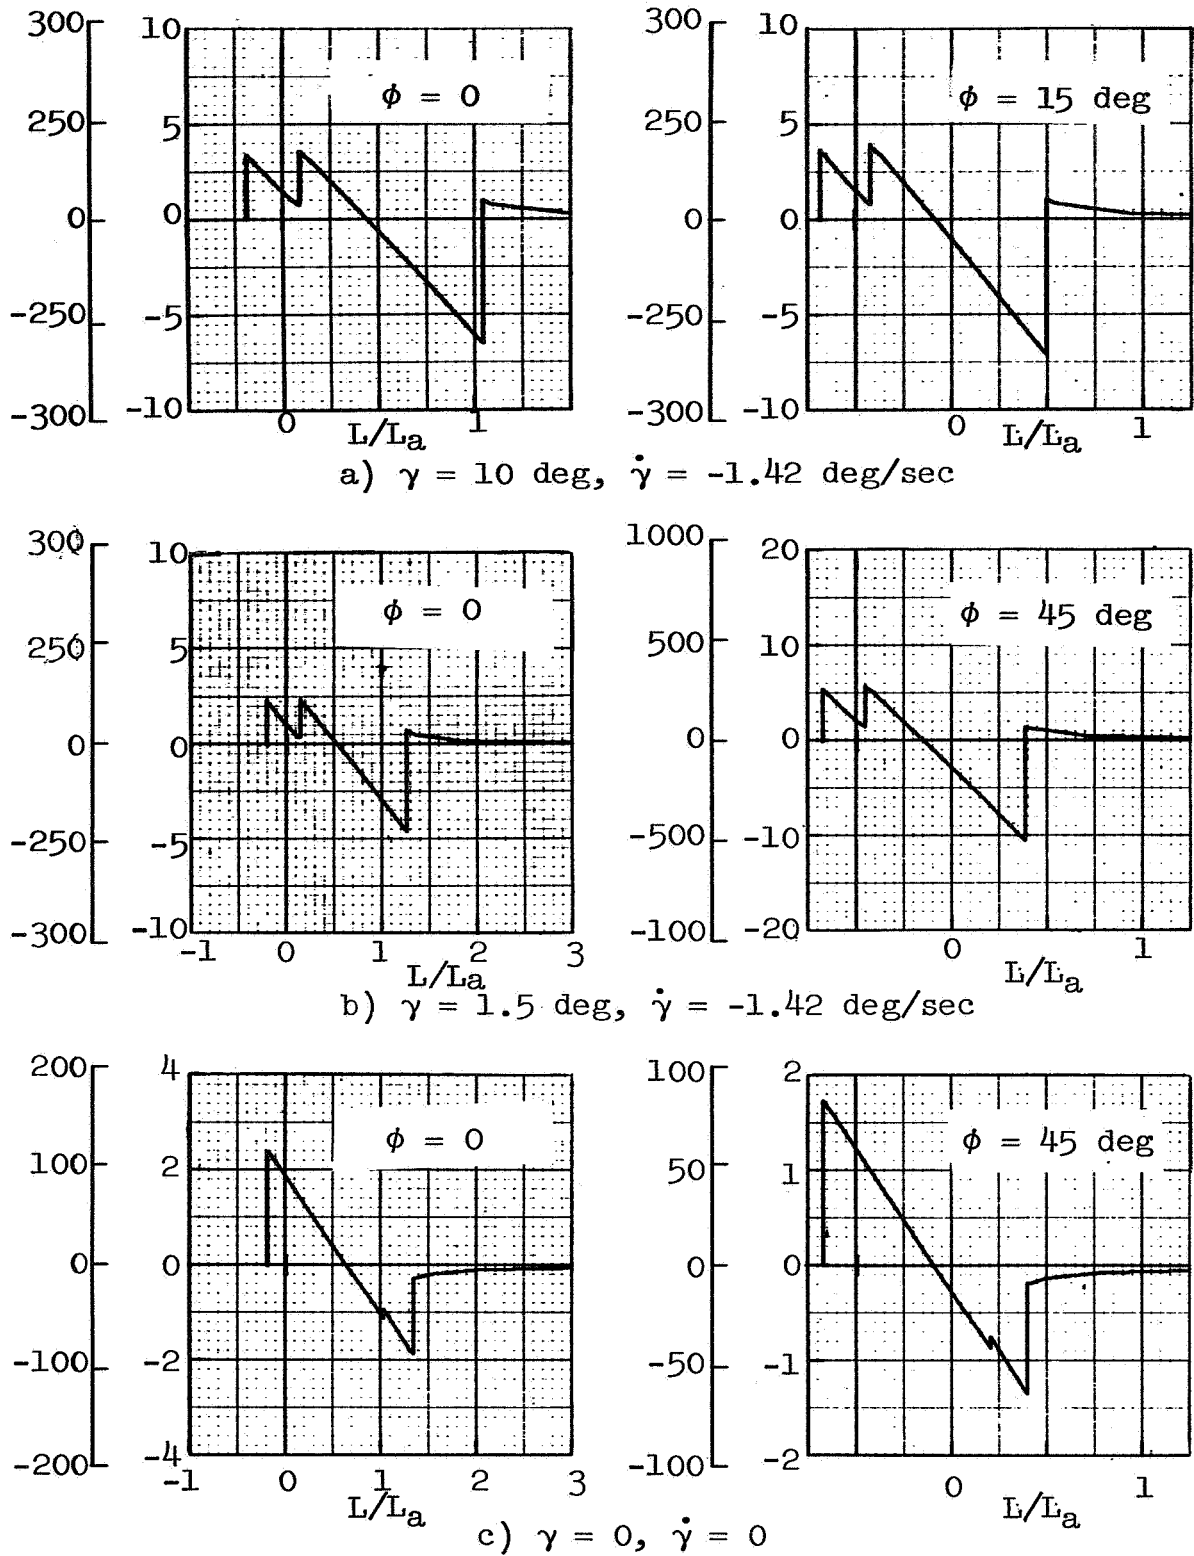 300 10 300 10
ϕ = 0 ϕ = 15 deg
250 5 250 5
0 0 0 0
-250 -5 -250 -5
-300 -10 -300 -10
0 1 0 1
L/La L/La
a) γ = 10 deg, γ̇ = -1.42 deg/sec
300 10 1000 20
ϕ = 0 ϕ = 45 deg
250 5 500 10
0 0 0 0
-250 -5 -500 -10
-300 -10 -100 -20
-1 0 1 2 3 0 1
L/La L/La
b) γ = 1.5 deg, γ̇ = -1.42 deg/sec
200 4 100 2
ϕ = 0 ϕ = 45 deg
100 2 50 1
0 0 0 0
-100 -2 -50 -1
-200 -4 -100 -2
-1 0 1 2 3 0 1
L/La L/La
c) γ = 0, γ̇ = 0